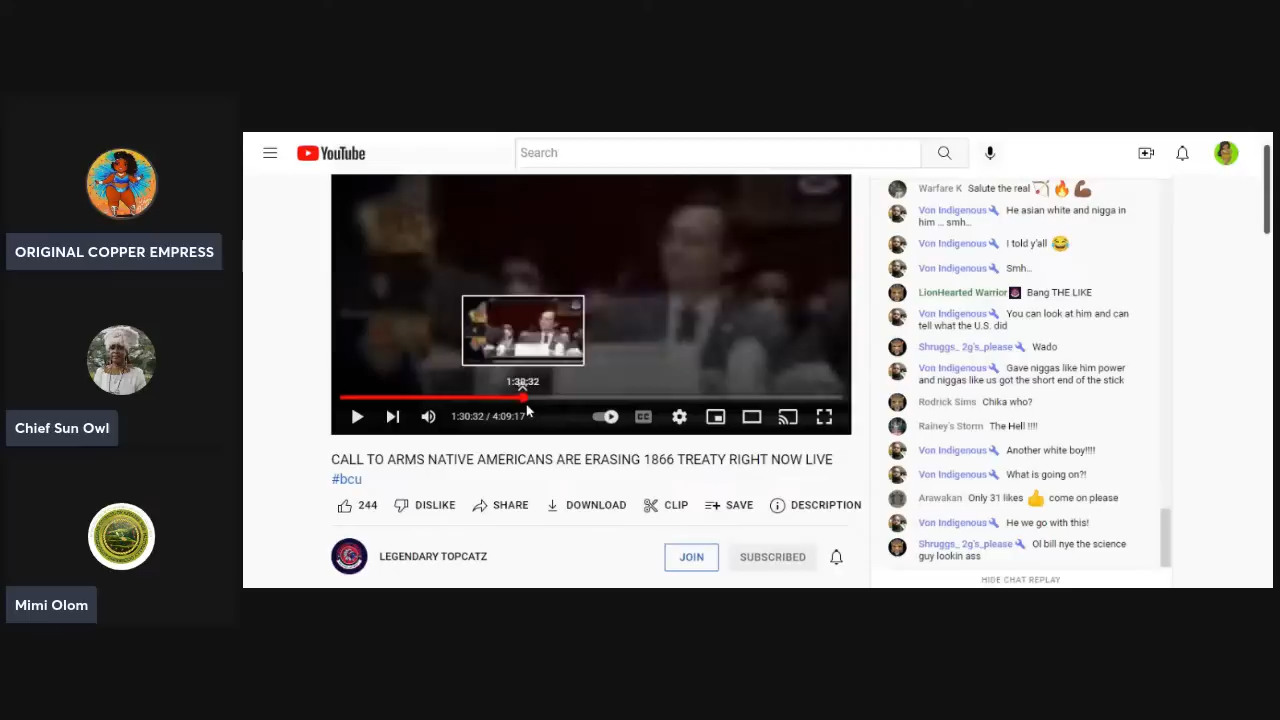 ORIGINAL COPPER EMPRESS
Chief Sun Owl
Mimi Olom
YouTube
Search
1:30:32
1:30:32 / 4:09:17
CC
CALL TO ARMS NATIVE AMERICANS ARE ERASING 1866 TREATY RIGHT NOW LIVE
#bcu
244
DISLIKE
SHARE
DOWNLOAD
CLIP
SAVE
DESCRIPTION
LEGENDARY TOPCATZ
JOIN
SUBSCRIBED
Warfare K Salute the real 🏹🔥💪🏾
Von Indigenous He asian white and nigga in
him ... smh...
Von Indigenous I told y'all 😂
Von Indigenous Smh...
LionHearted Warrior Bang THE LIKE
Von Indigenous You can look at him and can
tell what the U.S. did
Shruggs_ 2g's_please Wado
Von Indigenous Gave niggas like him power
and niggas like us got the short end of the stick
Rodrick Sims Chika who?
Rainey's Storm The Hell !!!!
Von Indigenous Another white boy!!!!
Von Indigenous What is going on?!
Arawakan Only 31 likes 👍 come on please
Von Indigenous He we go with this!
Shruggs_ 2g's_please Ol bill nye the science
guy lookin ass
HIDE CHAT REPLAY